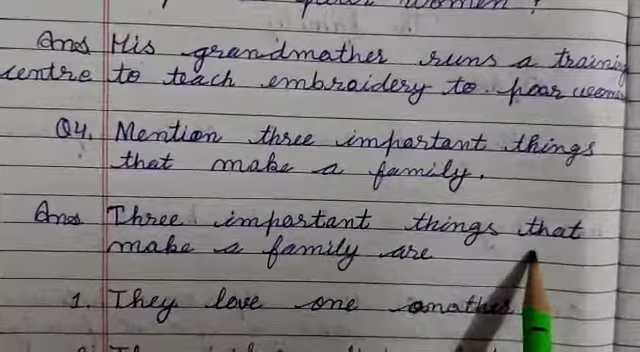 women?
Ans His grandmother runs a training
centre to teach embroidery to poor women
Q4. Mention three important things
that make a family.
Ans Three important things that
make a family are
1. They love one another